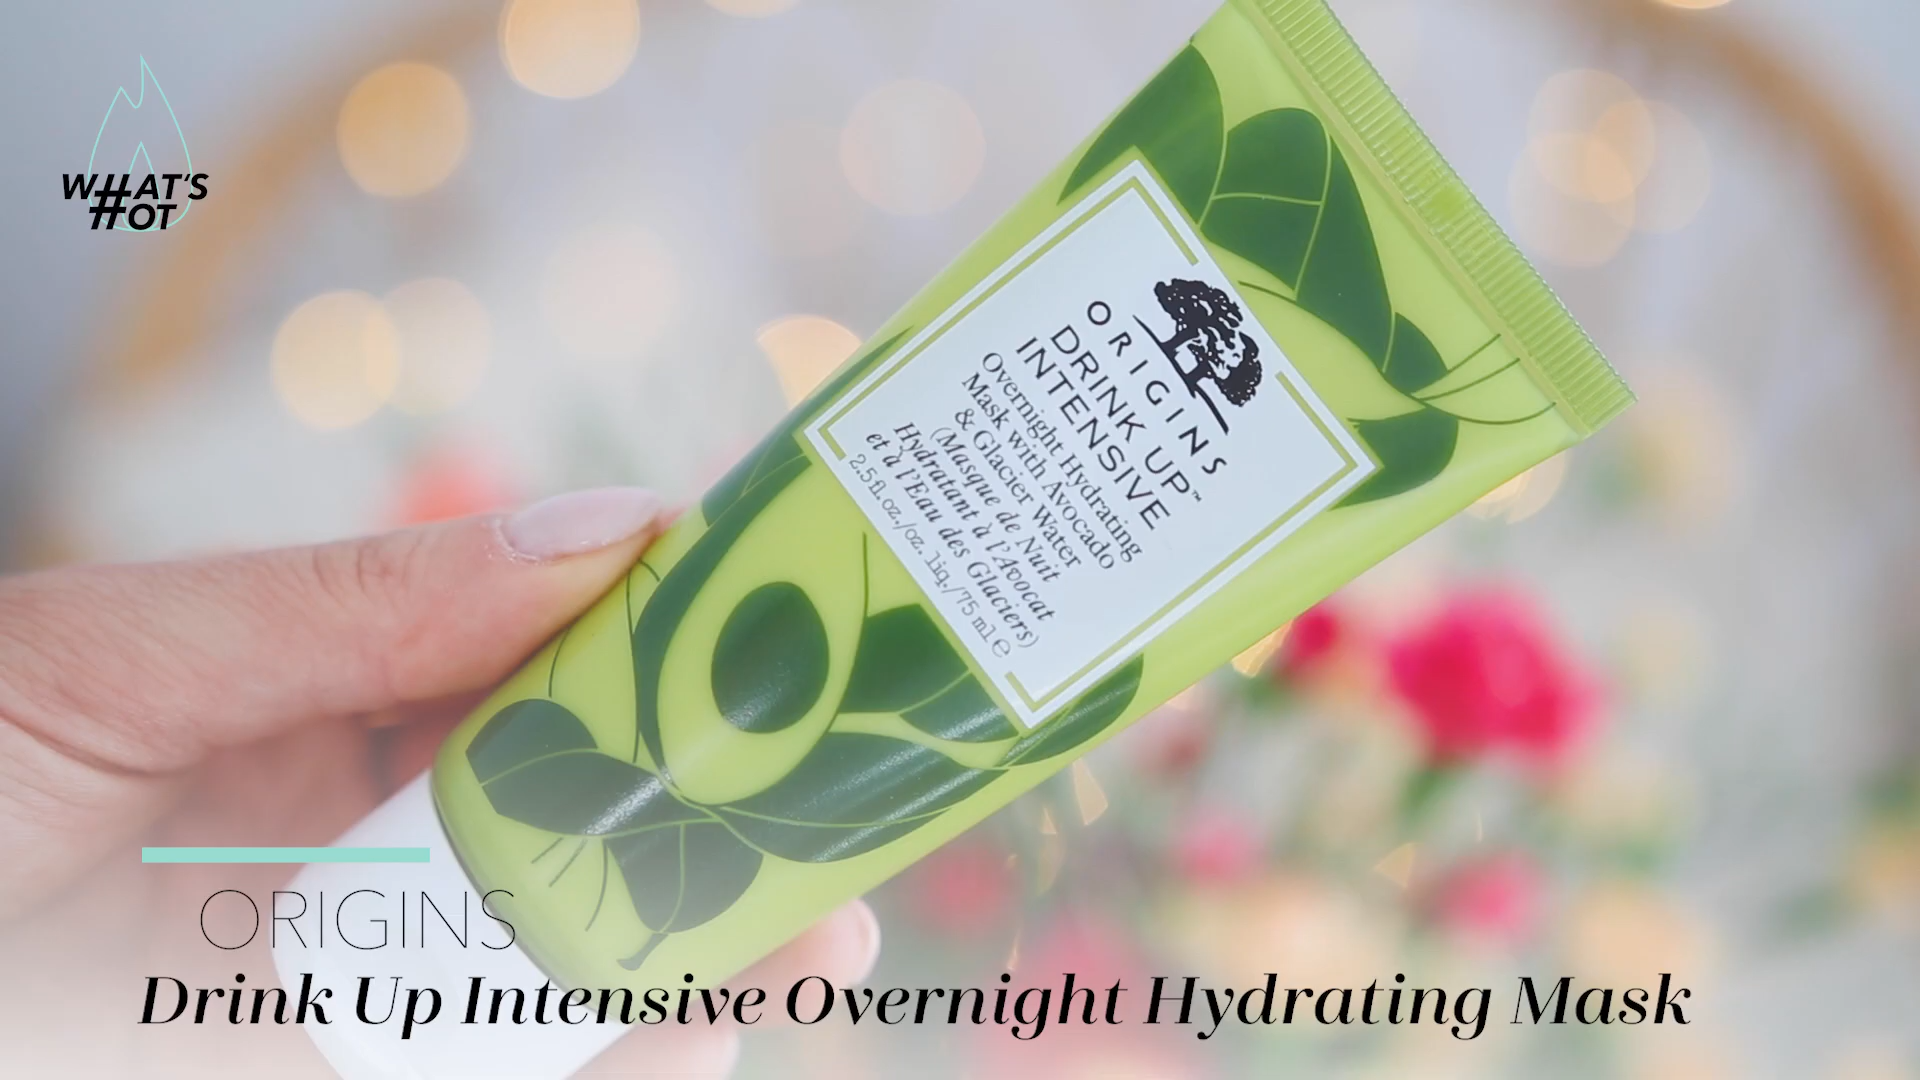 WHAT'S
#OT
ORIGINS
DRINK UP™
INTENSIVE
Overnight Hydrating
Mask with Avocado
& Glacier Water
(Masque de Nuit
Hydratant à l'Avocat
et à l'Eau des Glaciers)
2.5 fl. oz./oz. liq./75 ml e
ORIGINS
Drink Up Intensive Overnight Hydrating Mask